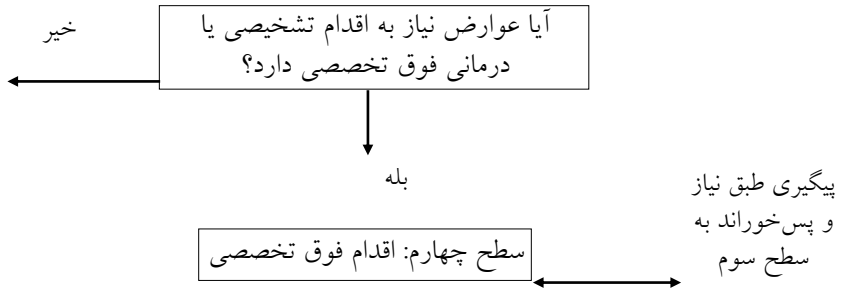 آیا عوارض نیاز به اقدام تشخیصی یا
درمانی فوق تخصصی دارد؟
خیر
بله
سطح چهارم: اقدام فوق تخصصی
پیگیری طبق نیاز
و پس‌خوراند به
سطح سوم